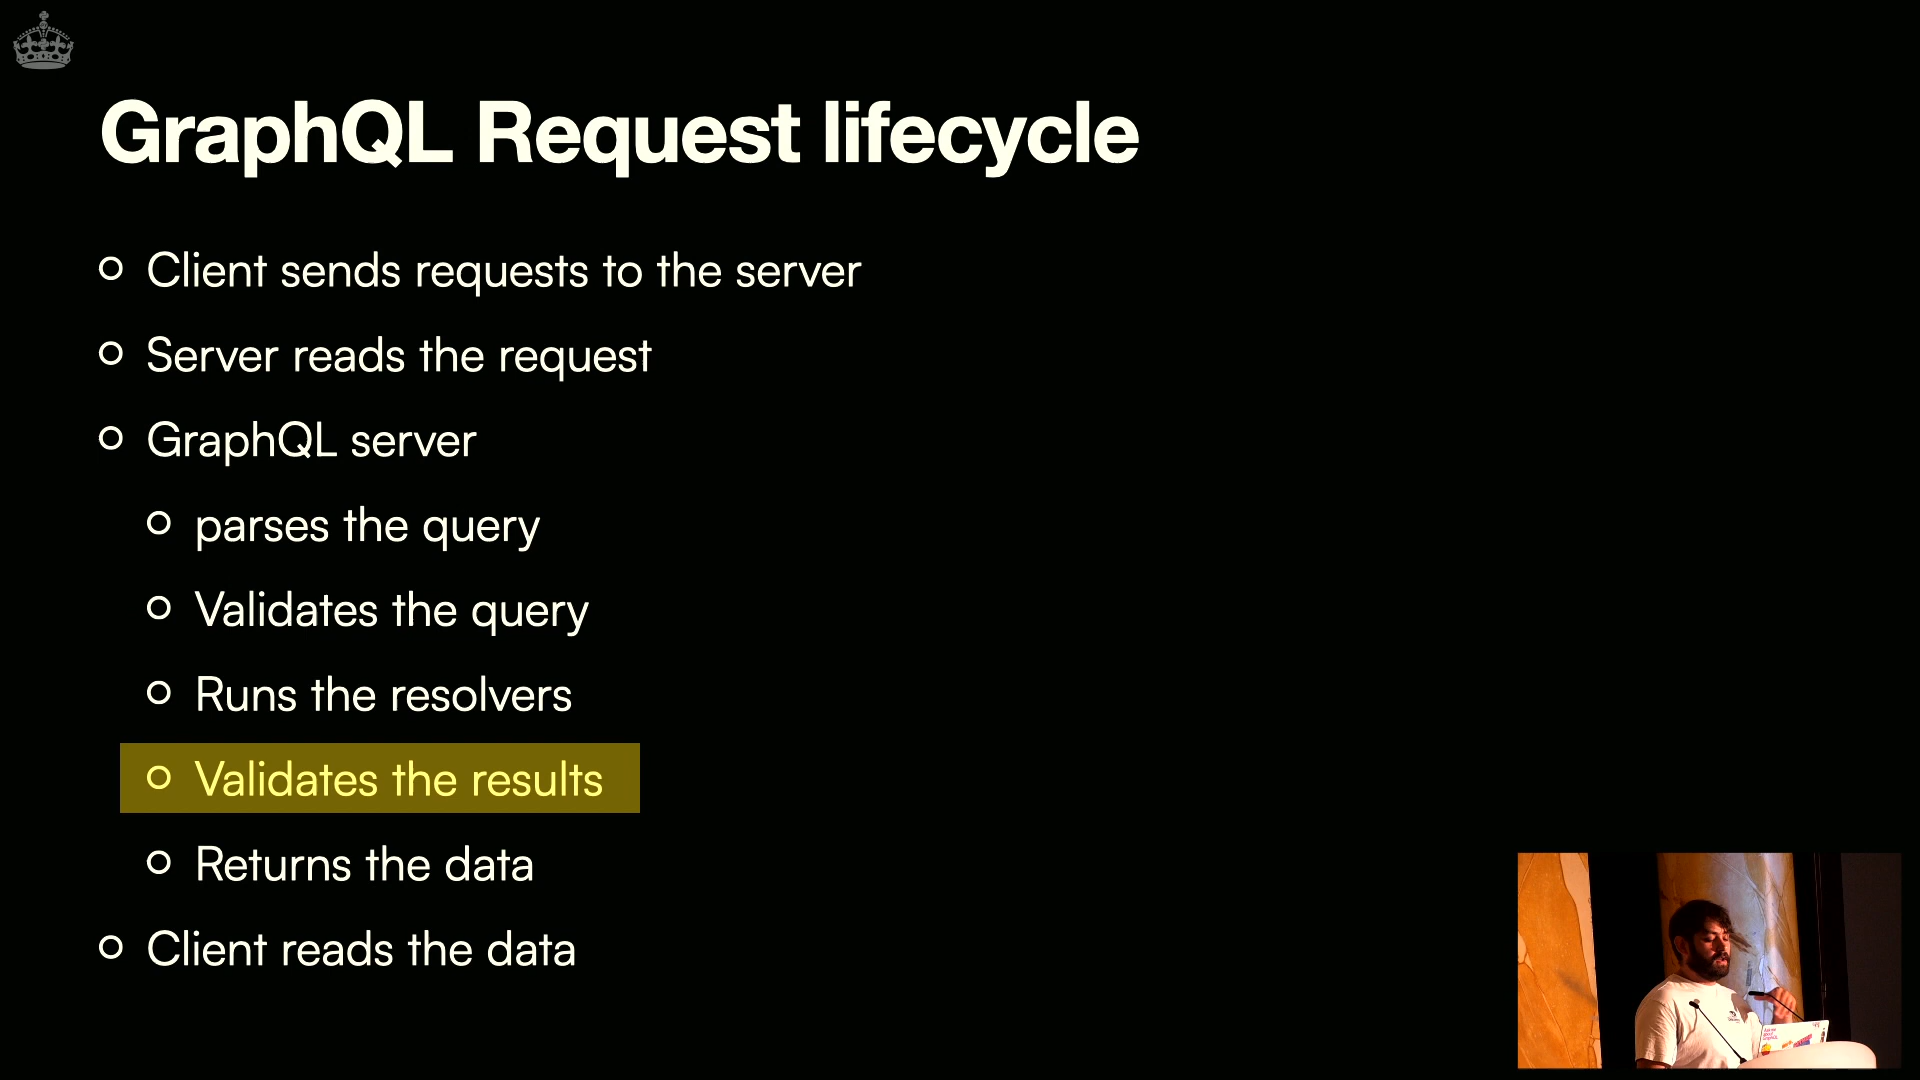 GraphQL Request lifecycle
Client sends requests to the server
Server reads the request
GraphQL server
parses the query
Validates the query
Runs the resolvers
Validates the results
Returns the data
Client reads the data